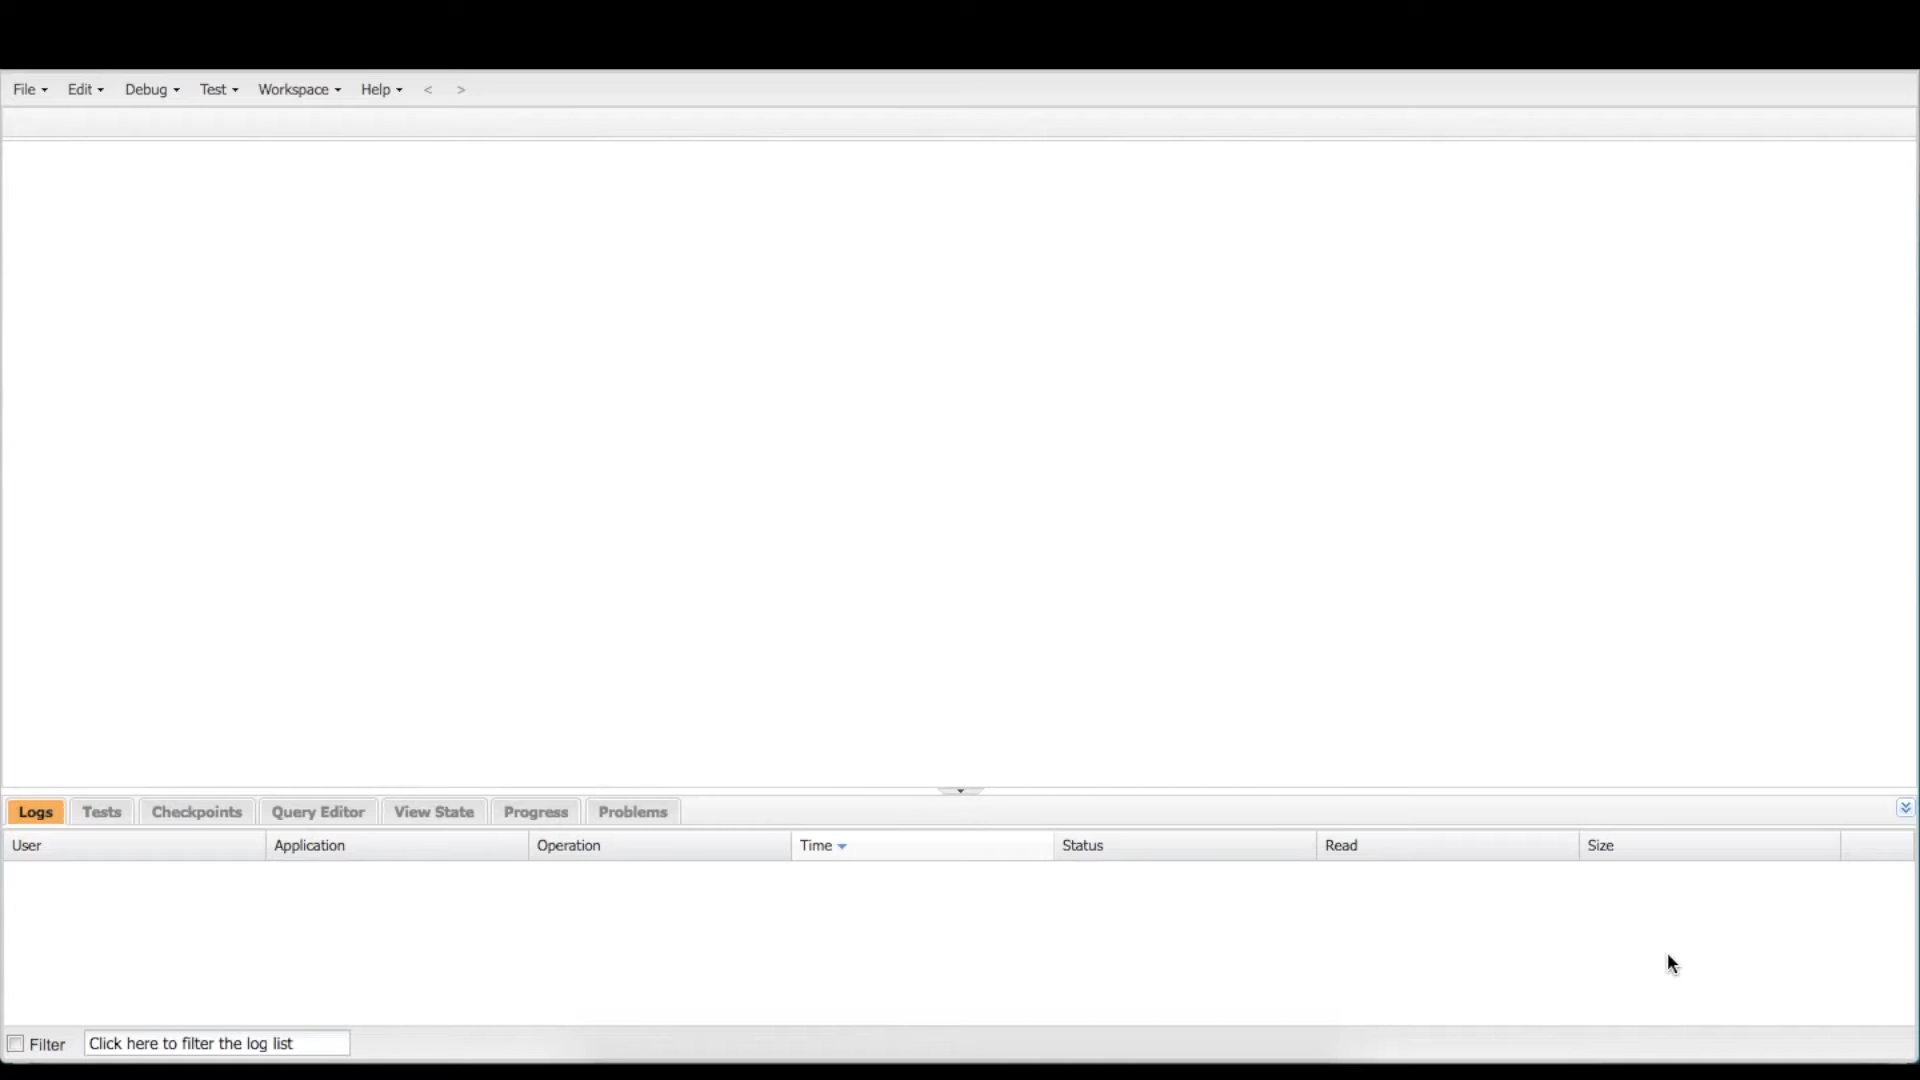 File Edit Debug Test Workspace Help < >
Logs Tests Checkpoints Query Editor View State Progress Problems
User Application Operation Time Status Read Size
Filter Click here to filter the log list